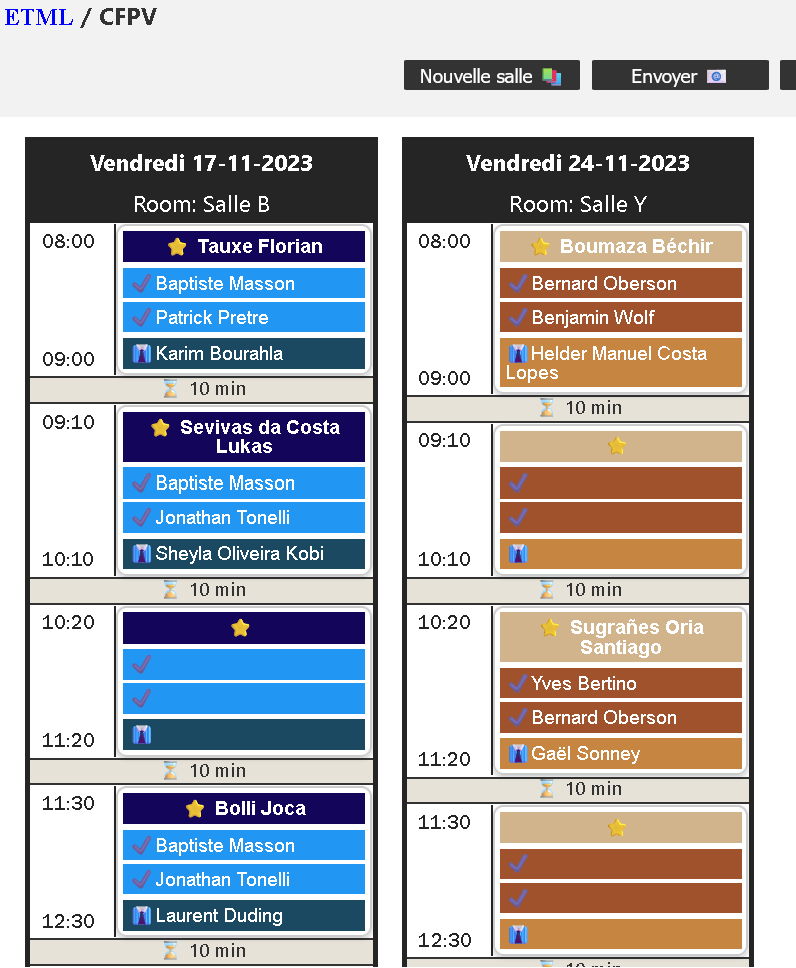 ETML / CFPV
Nouvelle salle
Envoyer
Vendredi 17-11-2023
Room: Salle B
08:00
Tauxe Florian
Baptiste Masson
Patrick Pretre
Karim Bourahla
09:00
10 min
09:10
Sevivas da Costa
Lukas
Baptiste Masson
Jonathan Tonelli
Sheyla Oliveira Kobi
10:10
10 min
10:20
11:20
10 min
11:30
Bolli Joca
Baptiste Masson
Jonathan Tonelli
Laurent Duding
12:30
10 min
Vendredi 24-11-2023
Room: Salle Y
08:00
Boumaza Béchir
Bernard Oberson
Benjamin Wolf
Helder Manuel Costa
Lopes
09:00
10 min
09:10
10:10
10 min
10:20
Sugrañes Oria
Santiago
Yves Bertino
Bernard Oberson
Gaël Sonney
11:20
10 min
11:30
12:30
10 min